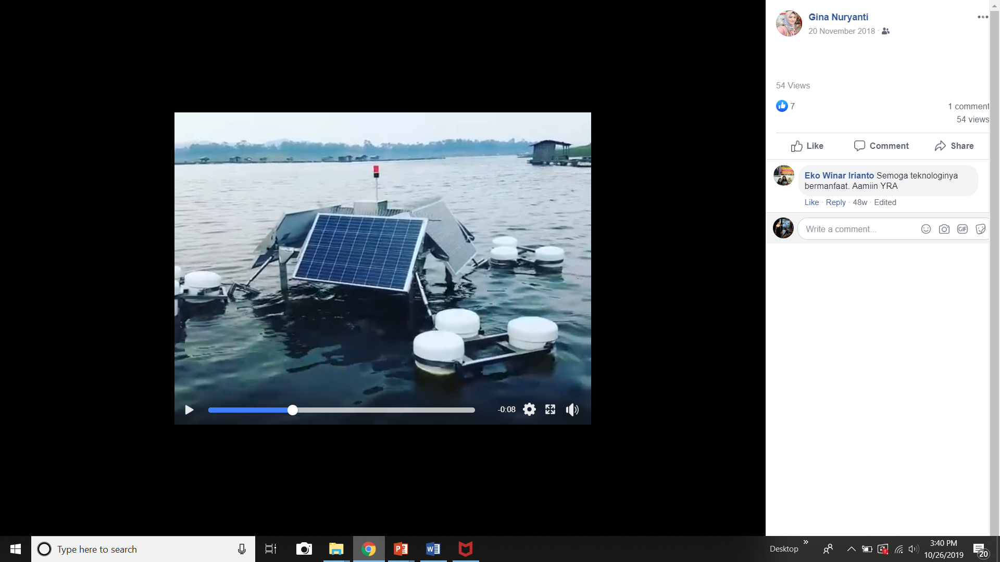 Gina Nuryanti
20 November 2018 ·
54 Views
7
1 comment
54 views
Like
Comment
Share
Eko Winar Irianto Semoga teknologinya
bermanfaat. Aamiin YRA
Like · Reply · 48w · Edited
Write a comment...
GIF
-0:08
Type here to search
Desktop
3:40 PM
10/26/2019
20